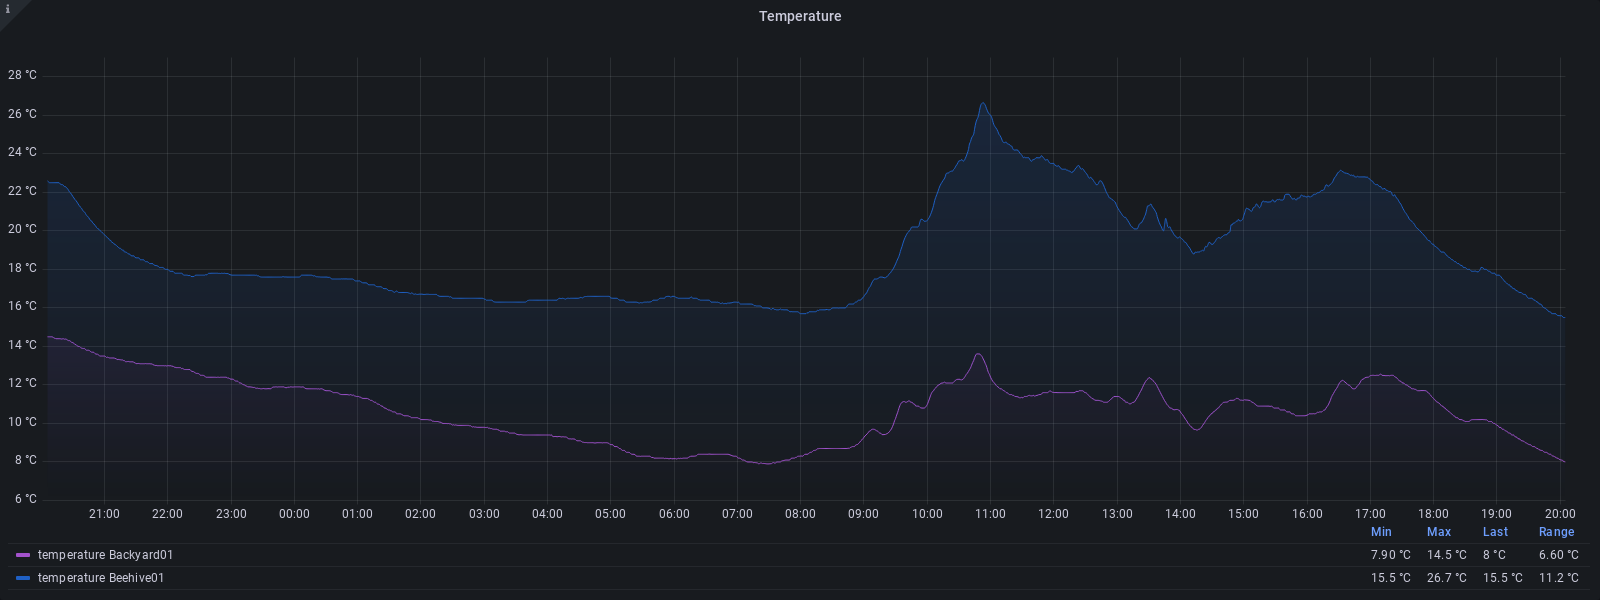 i
Temperature
28 °C
26 °C
24 °C
22 °C
20 °C
18 °C
16 °C
14 °C
12 °C
10 °C
8 °C
6 °C
21:00 22:00 23:00 00:00 01:00 02:00 03:00 04:00 05:00 06:00 07:00 08:00 09:00 10:00 11:00 12:00 13:00 14:00 15:00 16:00 17:00 18:00 19:00 20:00
Min Max Last Range
temperature Backyard01 7.90 °C 14.5 °C 8 °C 6.60 °C
temperature Beehive01 15.5 °C 26.7 °C 15.5 °C 11.2 °C